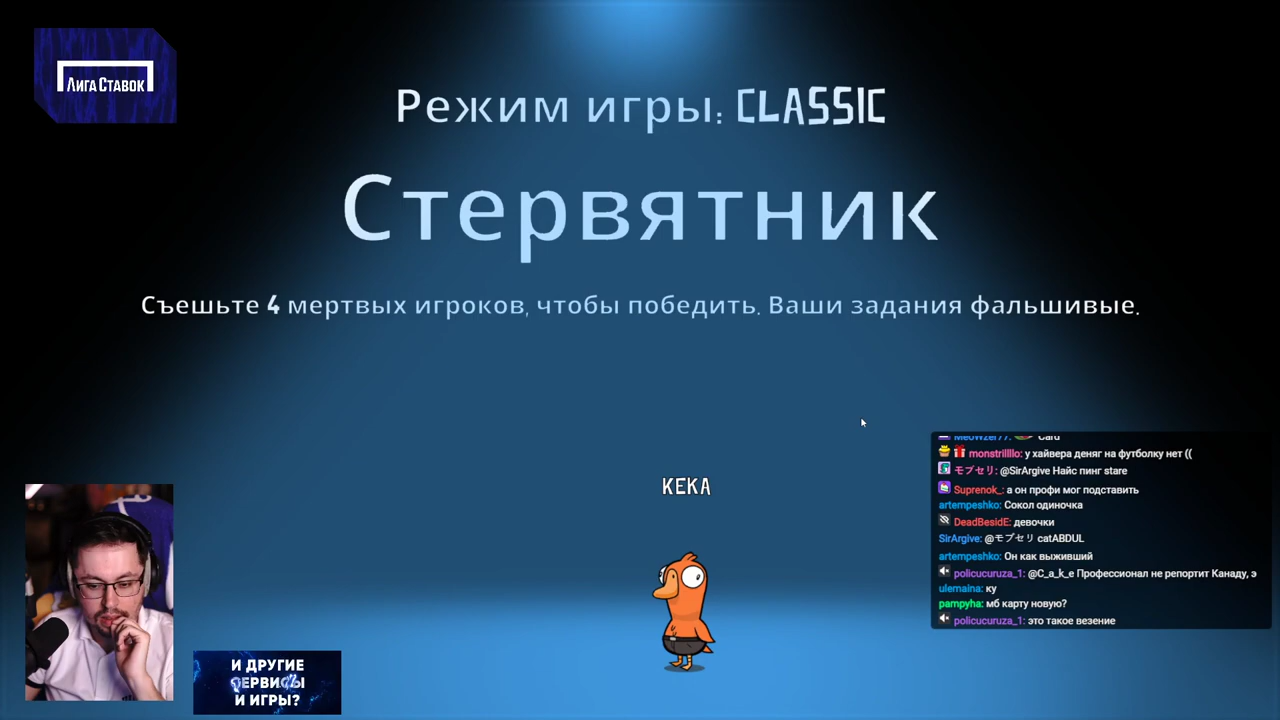 ЛИГА СТАВОК
Режим игры: CLASSIC
Стервятник
Съешьте 4 мертвых игроков, чтобы победить. Ваши задания фальшивые.
KEKA
MeoWzer77: Card
monstrillllo: у хайвера деняг на футболку нет ((
モブセリ: @SirArgive Найс пинг stare
Suprenok_: а он профи мог подставить
artempeshko: Сокол одиночка
DeadBesidE: девочки
SirArgive: @モブセリ catABDUL
artempeshko: Он как выживший
policucuruza_1: @C_a_k_e Профессионал не репортит Канаду, э
ulemaina: ку
pampyha: мб карту новую?
policucuruza_1: это такое везение
И ДРУГИЕ
СЕРВИСЫ
И ИГРЫ?